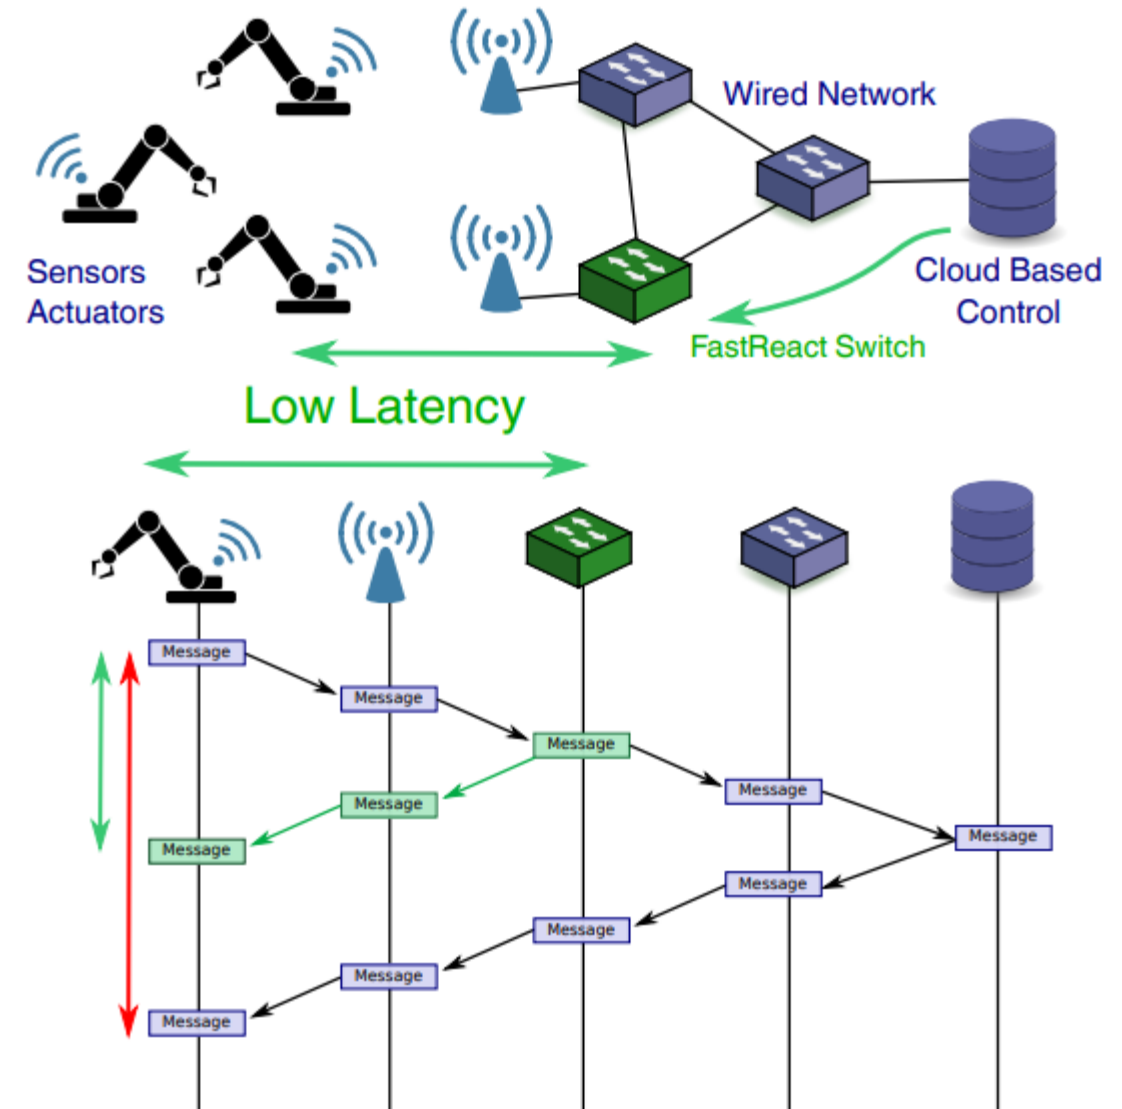 Wired Network
Sensors
Actuators
Cloud Based
Control
FastReact Switch
Low Latency
Message
Message
Message
Message
Message
Message
Message
Message
Message
Message
Message